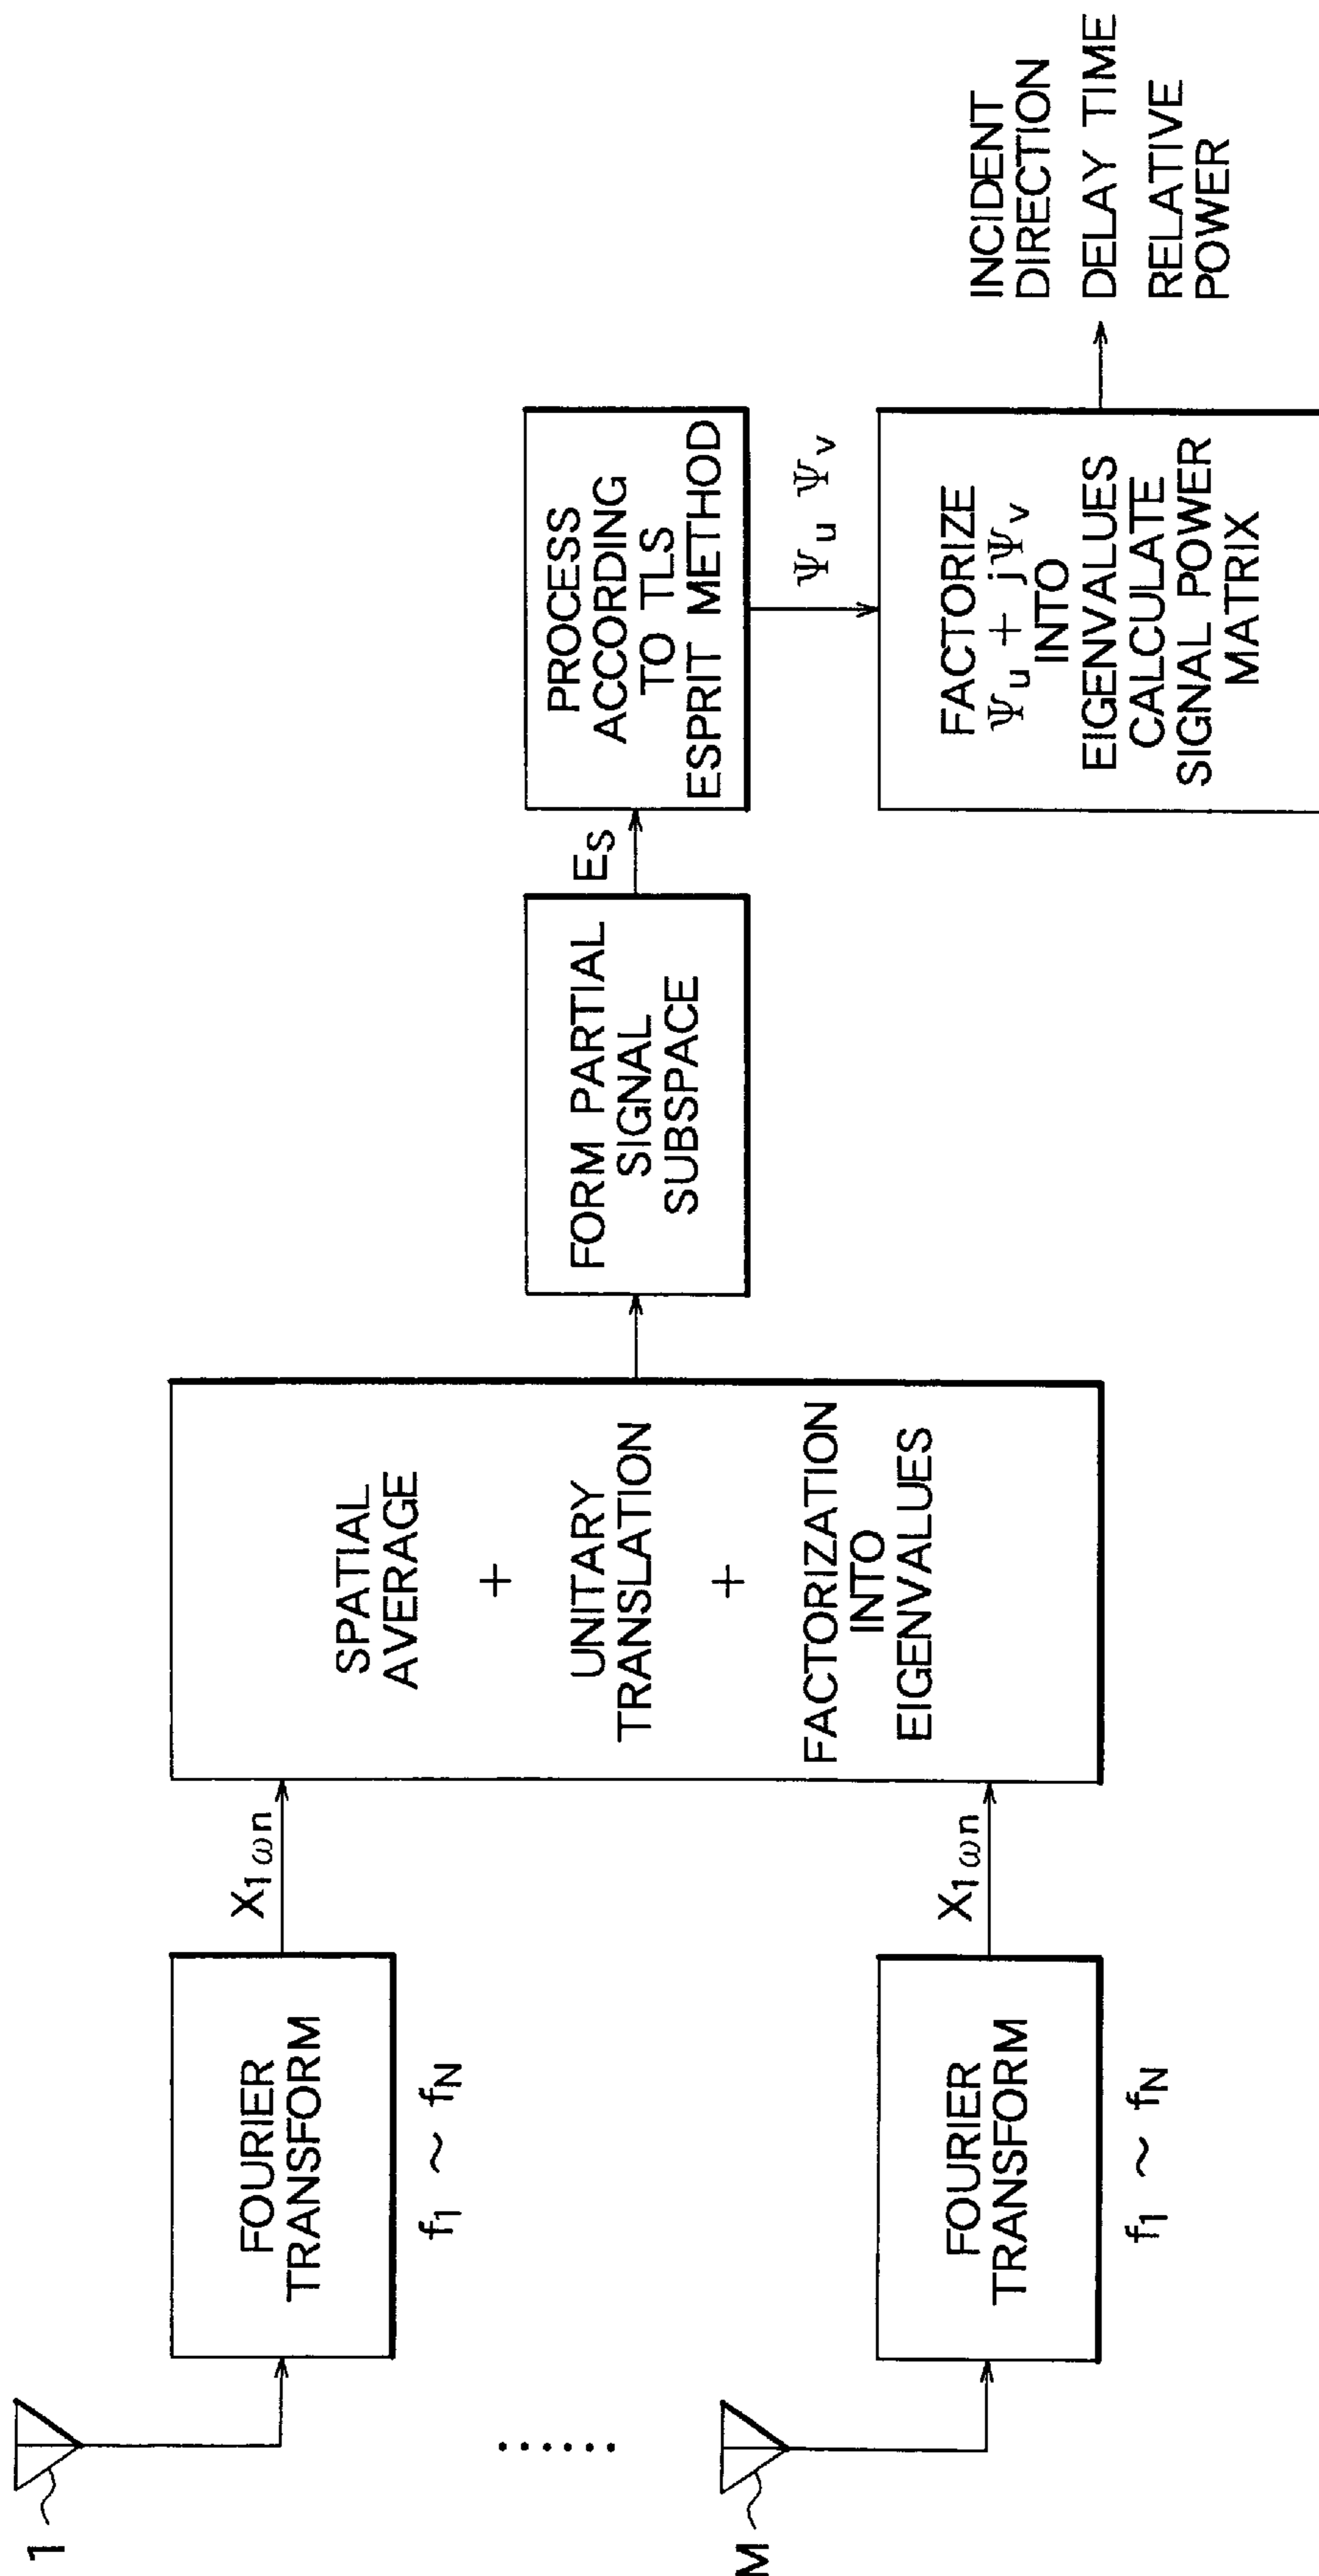 1
FOURIER
TRANSFORM
f1 ~ fN
X1ωn
......
M
FOURIER
TRANSFORM
f1 ~ fN
X1ωn
SPATIAL
AVERAGE
+
UNITARY
TRANSLATION
+
FACTORIZATION
INTO
EIGENVALUES
FORM PARTIAL
SIGNAL
SUBSPACE
ES
PROCESS
ACCORDING
TO TLS
ESPRIT METHOD
Ψu Ψv
FACTORIZE
Ψu + jΨv
INTO
EIGENVALUES
CALCULATE
SIGNAL POWER
MATRIX
INCIDENT
DIRECTION
DELAY TIME
RELATIVE
POWER